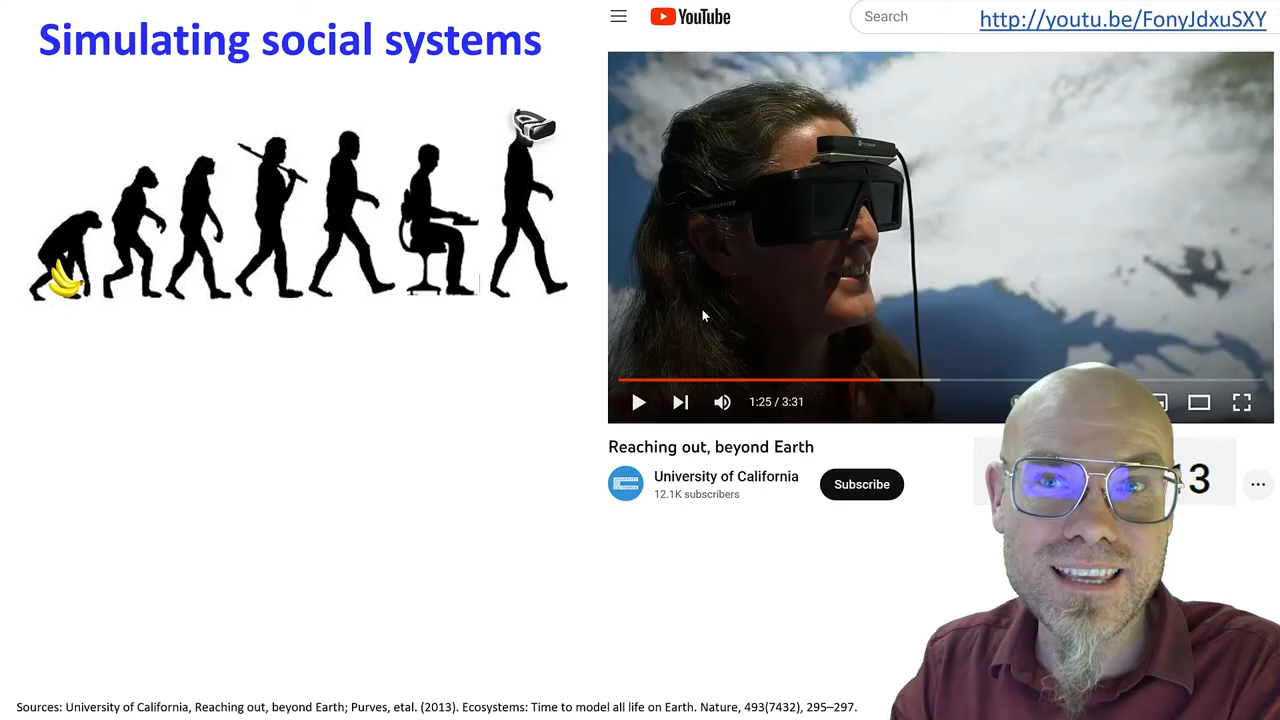 Simulating social systems
YouTube
Search
http://youtu.be/FonyJdxuSXY
1:25 / 3:31
Reaching out, beyond Earth
University of California
12.1K subscribers
Subscribe
13
Sources: University of California, Reaching out, beyond Earth; Purves, etal. (2013). Ecosystems: Time to model all life on Earth. Nature, 493(7432), 295–297.